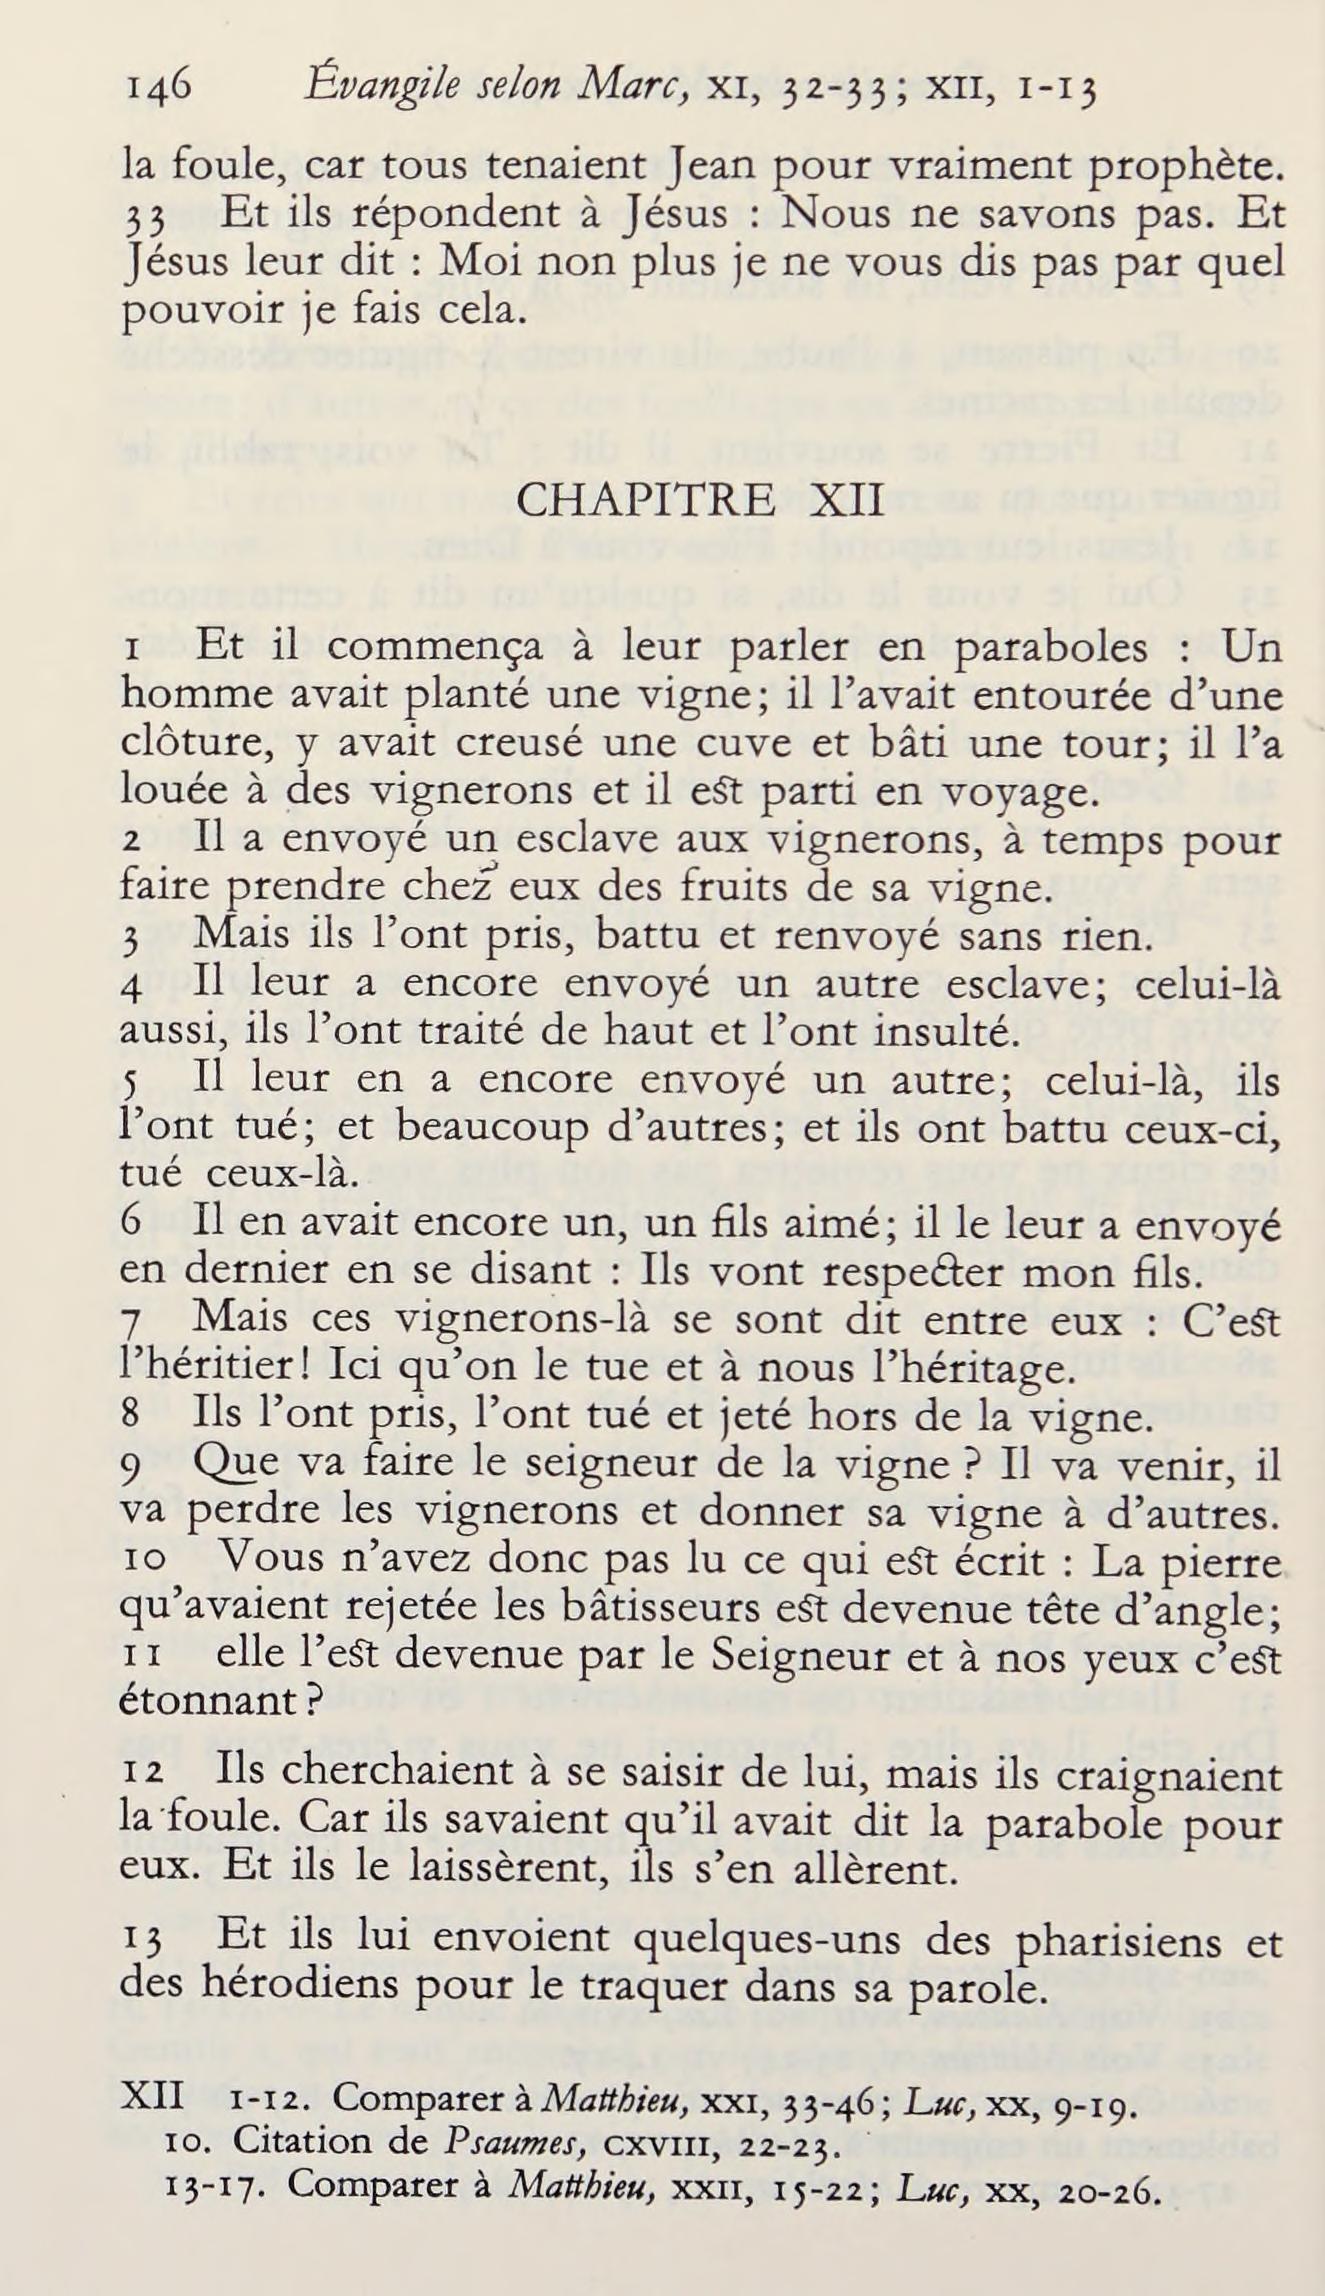 146 Évangile selon Marc, XI, 32-33; XII, 1-13
la foule, car tous tenaient Jean pour vraiment prophète.
33 Et ils répondent à Jésus : Nous ne savons pas. Et
Jésus leur dit : Moi non plus je ne vous dis pas par quel
pouvoir je fais cela.
CHAPITRE XII
1 Et il commença à leur parler en paraboles : Un
homme avait planté une vigne; il l'avait entourée d'une
clôture, y avait creusé une cuve et bâti une tour; il l'a
louée à des vignerons et il est parti en voyage.
2 Il a envoyé un esclave aux vignerons, à temps pour
faire prendre chez eux des fruits de sa vigne.
3 Mais ils l'ont pris, battu et renvoyé sans rien.
4 Il leur a encore envoyé un autre esclave; celui-là
aussi, ils l'ont traité de haut et l'ont insulté.
5 Il leur en a encore envoyé un autre; celui-là, ils
l'ont tué; et beaucoup d'autres; et ils ont battu ceux-ci,
tué ceux-là.
6 Il en avait encore un, un fils aimé; il le leur a envoyé
en dernier en se disant : Ils vont respecter mon fils.
7 Mais ces vignerons-là se sont dit entre eux : C'est
l'héritier! Ici qu'on le tue et à nous l'héritage.
8 Ils l'ont pris, l'ont tué et jeté hors de la vigne.
9 Que va faire le seigneur de la vigne ? Il va venir, il
va perdre les vignerons et donner sa vigne à d'autres.
10 Vous n'avez donc pas lu ce qui est écrit : La pierre
qu'avaient rejetée les bâtisseurs est devenue tête d'angle;
11 elle l'est devenue par le Seigneur et à nos yeux c'est
étonnant ?
12 Ils cherchaient à se saisir de lui, mais ils craignaient
la foule. Car ils savaient qu'il avait dit la parabole pour
eux. Et ils le laissèrent, ils s'en allèrent.
13 Et ils lui envoient quelques-uns des pharisiens et
des hérodiens pour le traquer dans sa parole.
XII 1-12. Comparer à Matthieu, XXI, 33-46; Luc, XX, 9-19.
10. Citation de Psaumes, CXVIII, 22-23.
13-17. Comparer à Matthieu, XXII, 15-22; Luc, XX, 20-26.